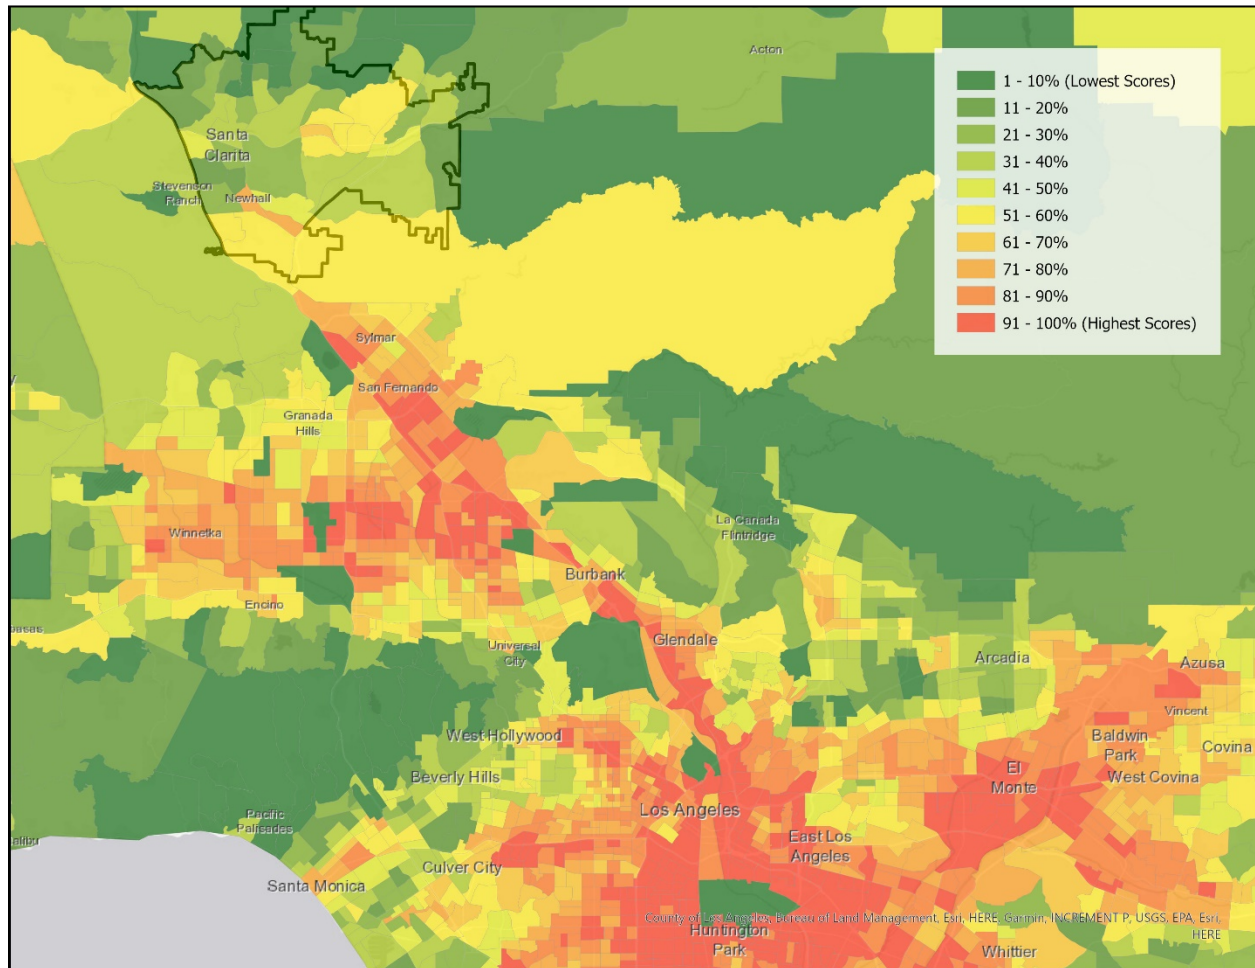 Acton
1 - 10% (Lowest Scores)
11 - 20%
21 - 30%
31 - 40%
41 - 50%
51 - 60%
61 - 70%
71 - 80%
81 - 90%
91 - 100% (Highest Scores)
Santa
Clarita
Stevenson
Ranch
Newhall
Sylmar
San Fernando
Granada
Hills
Winnetka
La Canada
Flintridge
Burbank
Encino
Universal
City
Glendale
Arcadia
Azusa
Vincent
West Hollywood
Baldwin
Park
Covina
Beverly Hills
El
Monte
West Covina
Pacific
Palisades
Los Angeles
East Los
Angeles
Culver City
Santa Monica
County of Los Angeles, Bureau of Land Management, Esri, HERE, Garmin, INCREMENT P, USGS, EPA, Esri,
HERE
Huntington
Park
Whittier